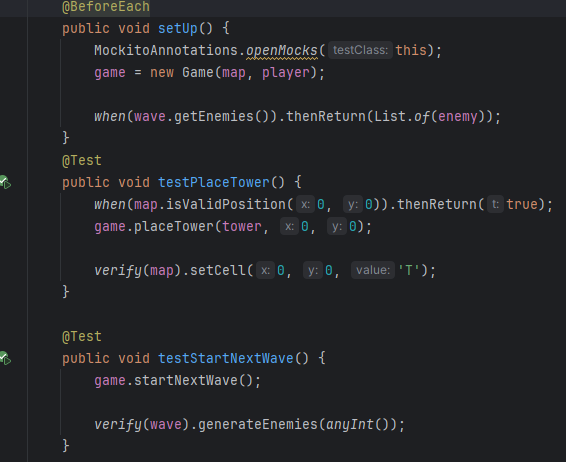 @BeforeEach
public void setUp() {
    MockitoAnnotations.openMocks( testClass: this);
    game = new Game(map, player);

    when(wave.getEnemies()).thenReturn(List.of(enemy));
}
@Test
public void testPlaceTower() {
    when(map.isValidPosition( x: 0, y: 0)).thenReturn( t: true);
    game.placeTower(tower, x: 0, y: 0);

    verify(map).setCell( x: 0, y: 0, value: 'T');
}

@Test
public void testStartNextWave() {
    game.startNextWave();

    verify(wave).generateEnemies(anyInt());
}